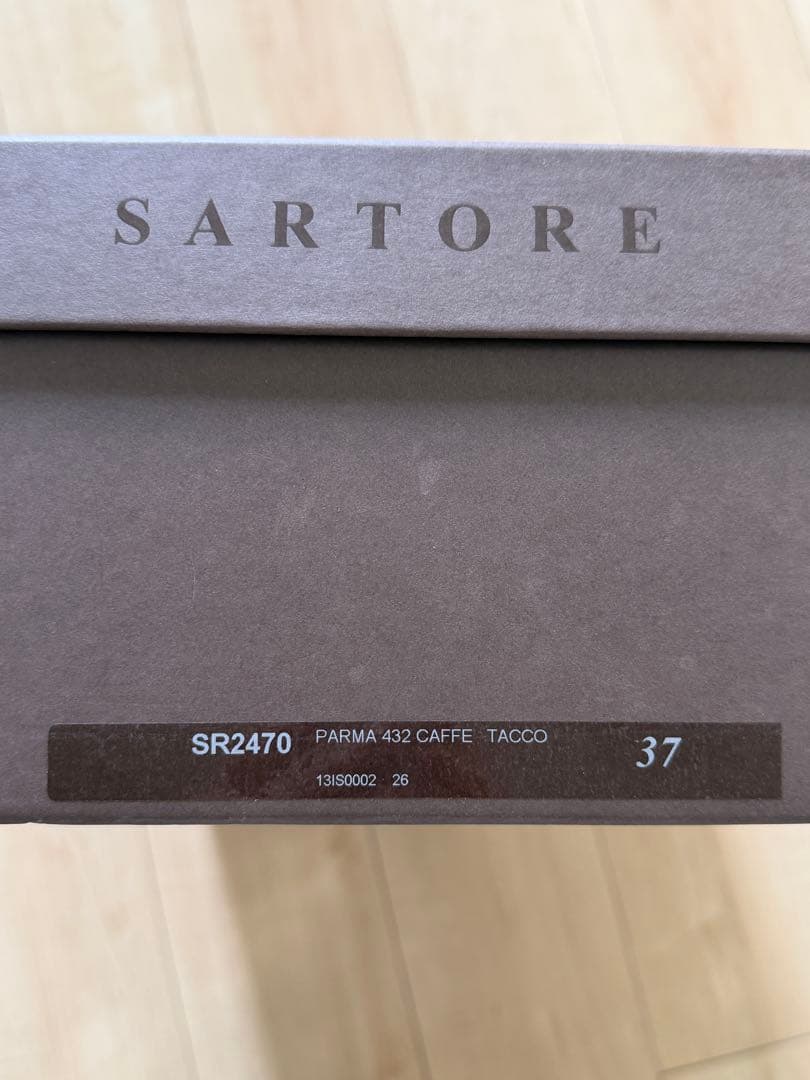 SARTORE
SR2470 PARMA 432 CAFFE TACCO 37
13IS0002 26